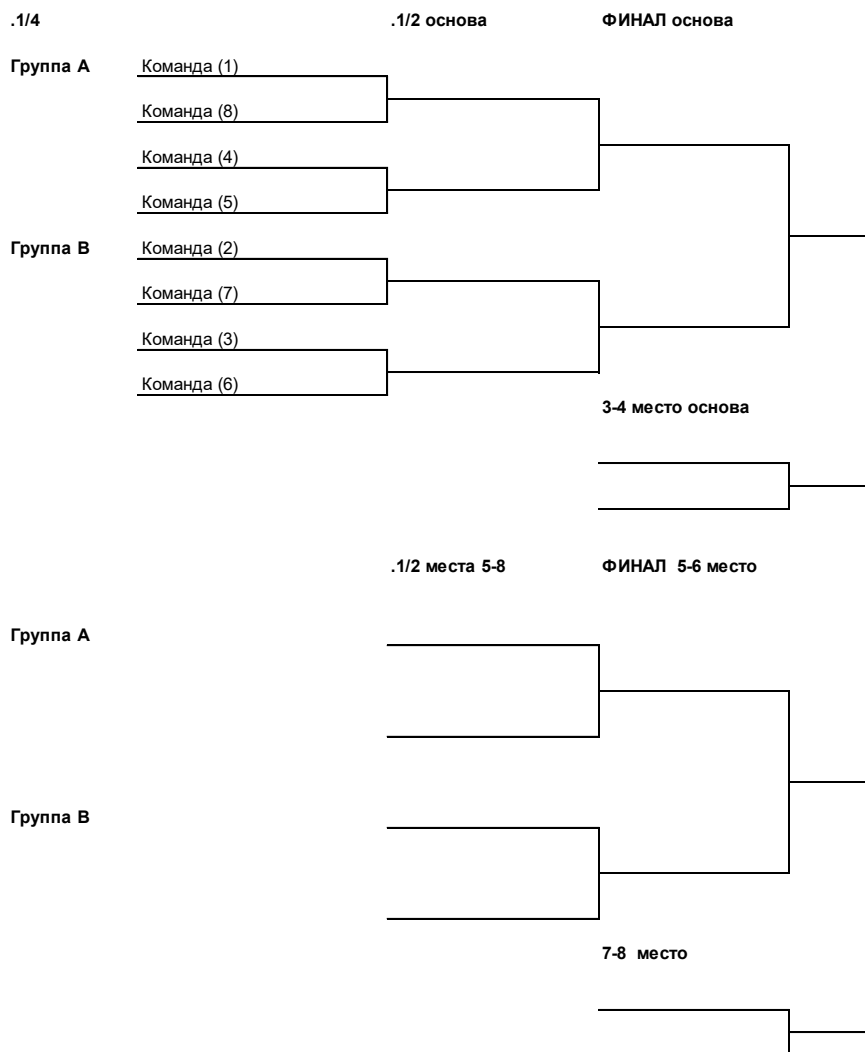 .1/4 .1/2 основа ФИНАЛ основа
Группа А Команда (1)
Команда (8)
Команда (4)
Команда (5)
Группа В Команда (2)
Команда (7)
Команда (3)
Команда (6)
3-4 место основа
.1/2 места 5-8 ФИНАЛ 5-6 место
Группа А
Группа В
7-8 место